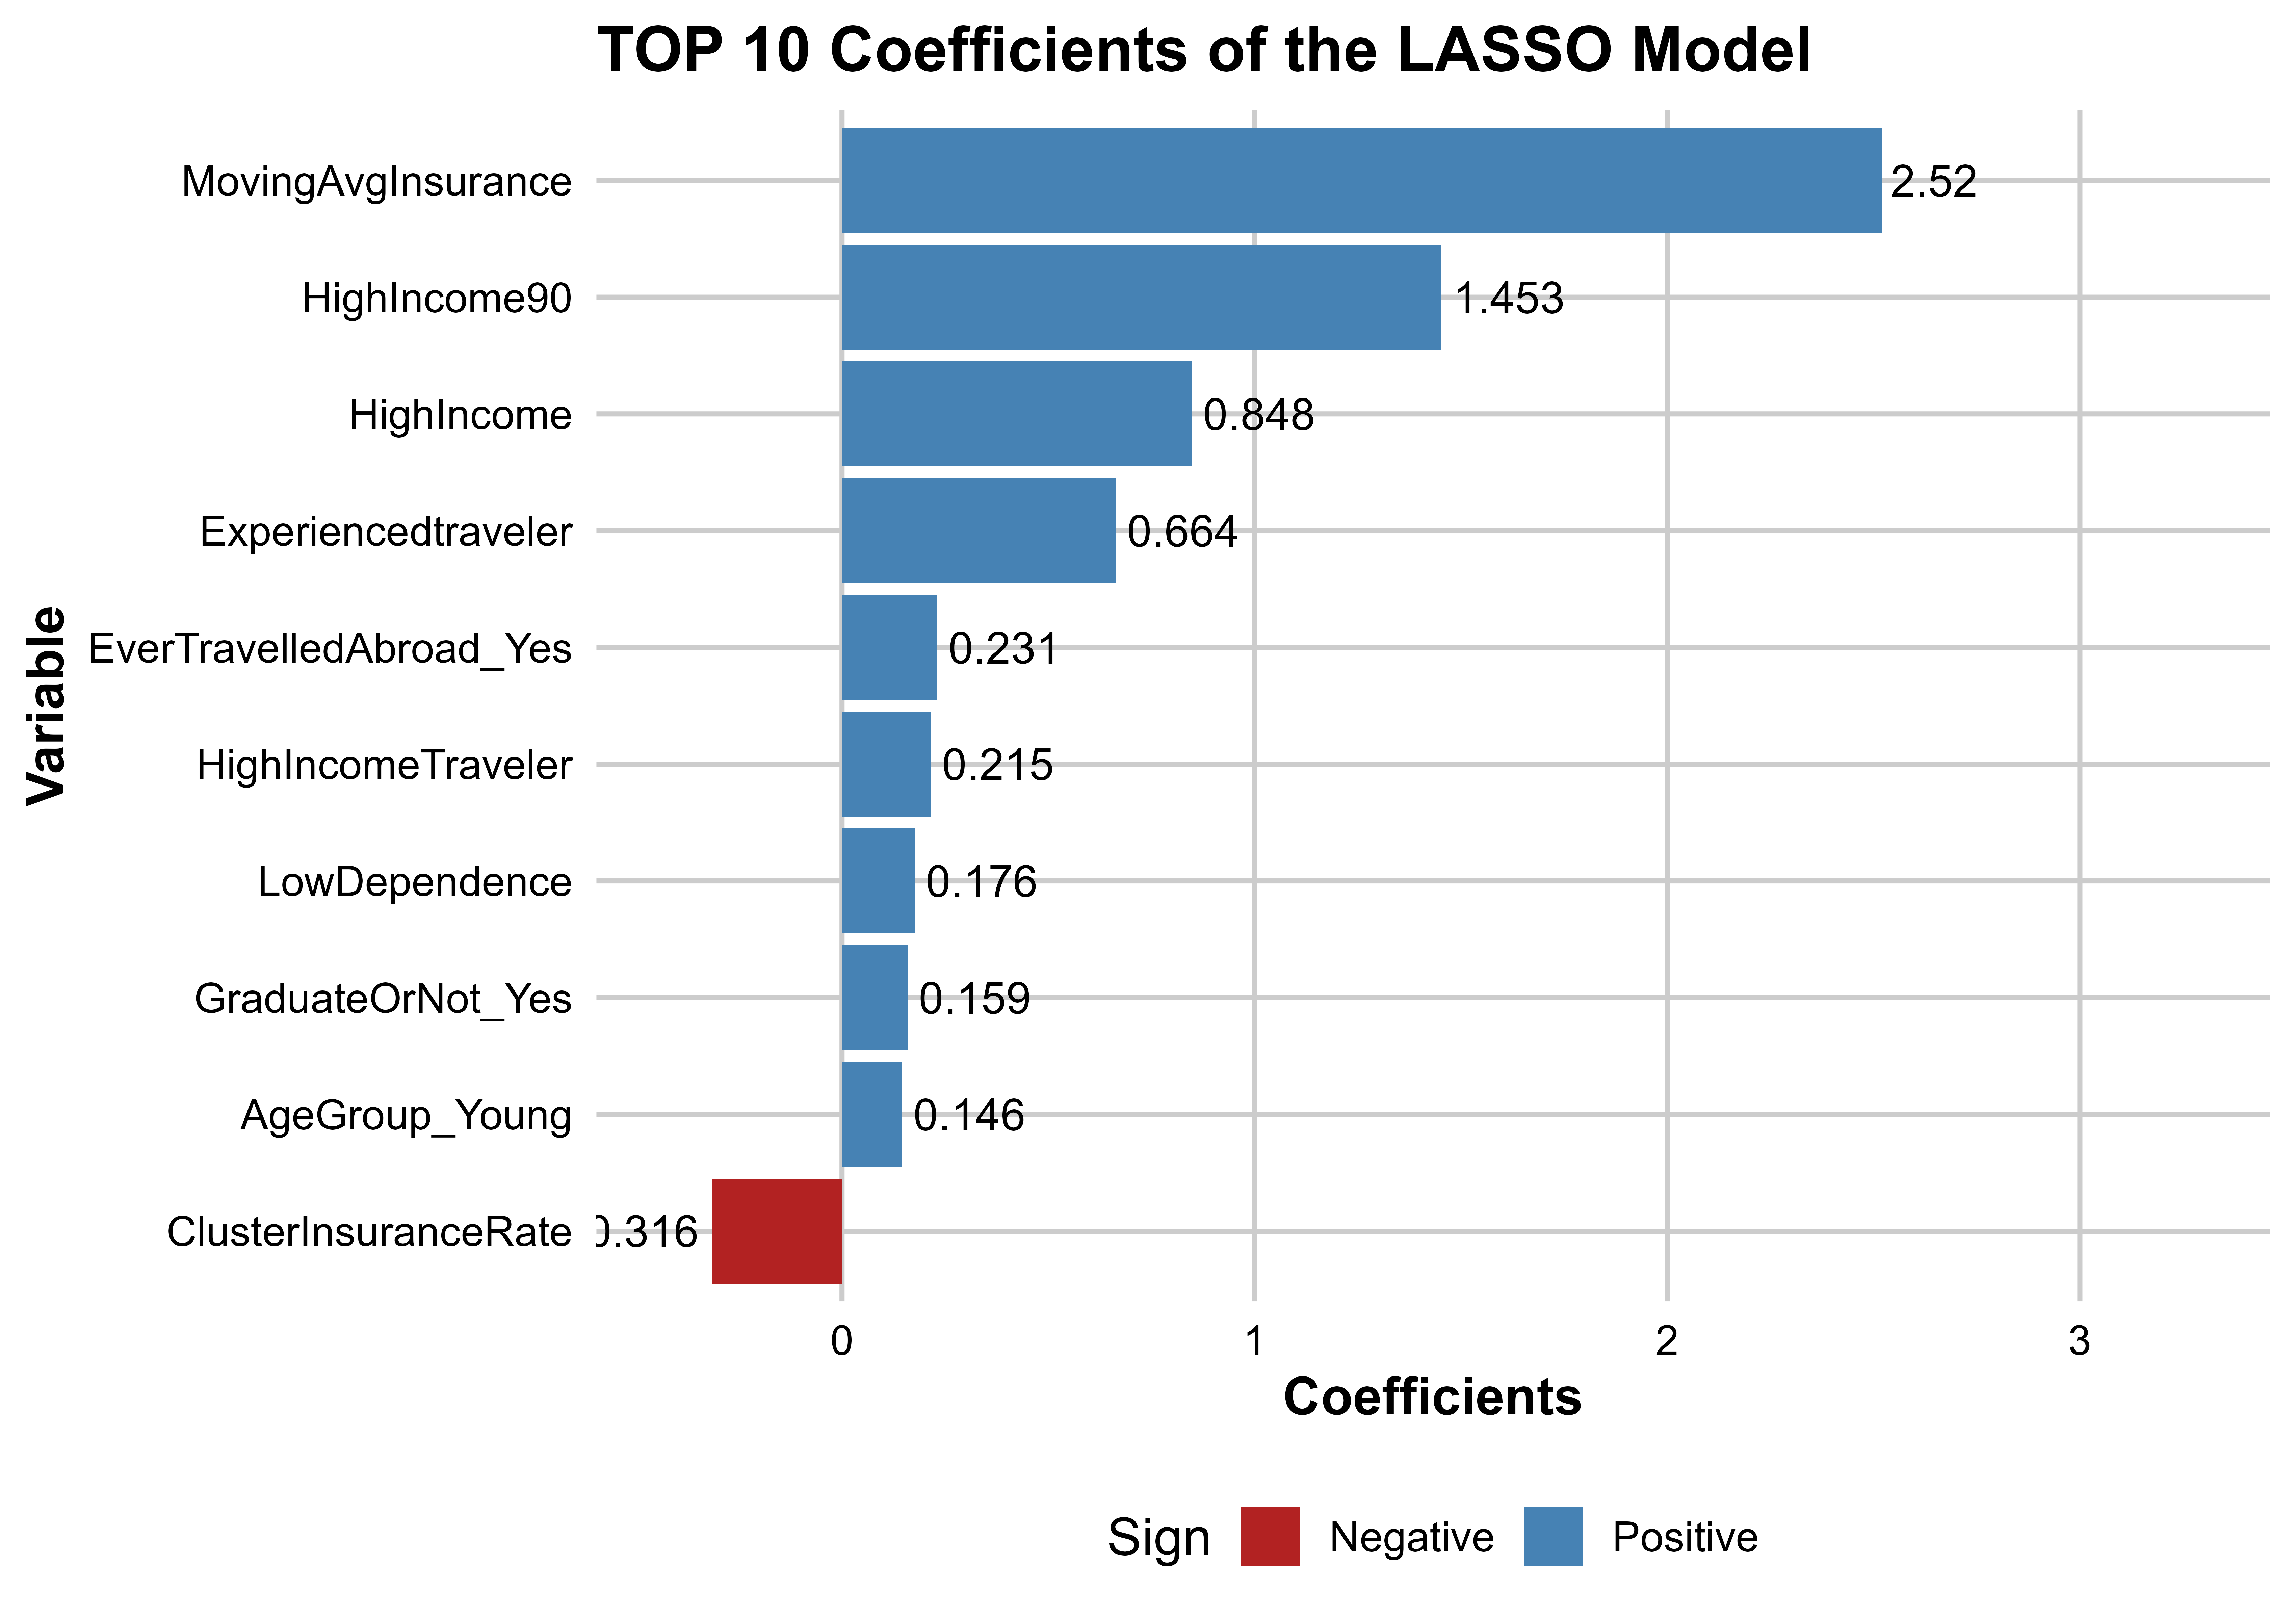 TOP 10 Coefficients of the LASSO Model
Variable
MovingAvgInsurance 2.52
HighIncome90 1.453
HighIncome 0.848
Experiencedtraveler 0.664
EverTravelledAbroad_Yes 0.231
HighIncomeTraveler 0.215
LowDependence 0.176
GraduateOrNot_Yes 0.159
AgeGroup_Young 0.146
ClusterInsuranceRate 0.316
0 1 2 3
Coefficients
Sign Negative Positive